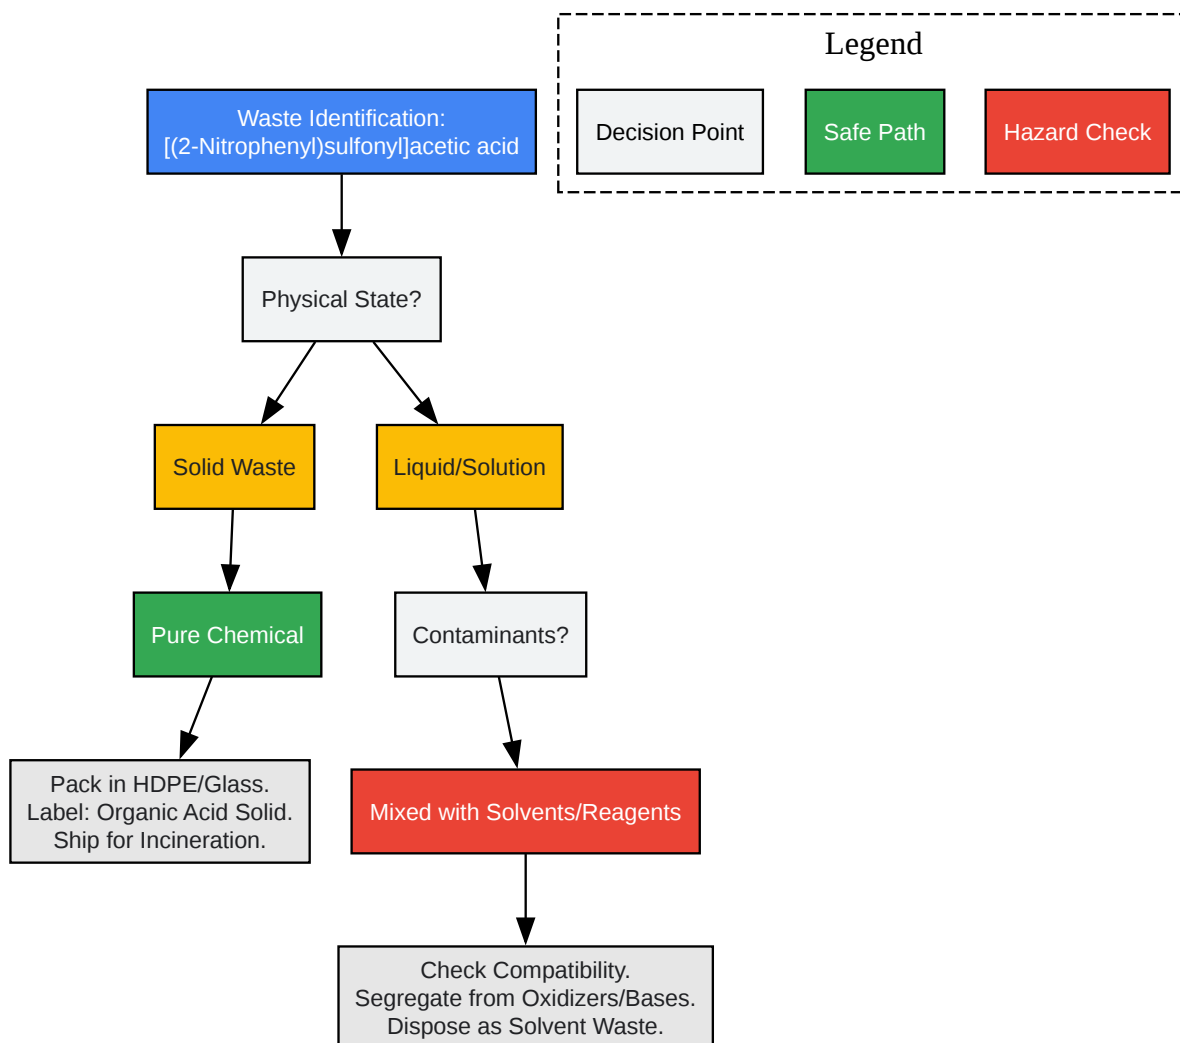 Legend
Decision Point
Safe Path
Hazard Check
Waste Identification:
[(2-Nitrophenyl)sulfonyl]acetic acid
Physical State?
Solid Waste
Liquid/Solution
Pure Chemical
Contaminants?
Pack in HDPE/Glass.
Label: Organic Acid Solid.
Ship for Incineration.
Mixed with Solvents/Reagents
Check Compatibility.
Segregate from Oxidizers/Bases.
Dispose as Solvent Waste.